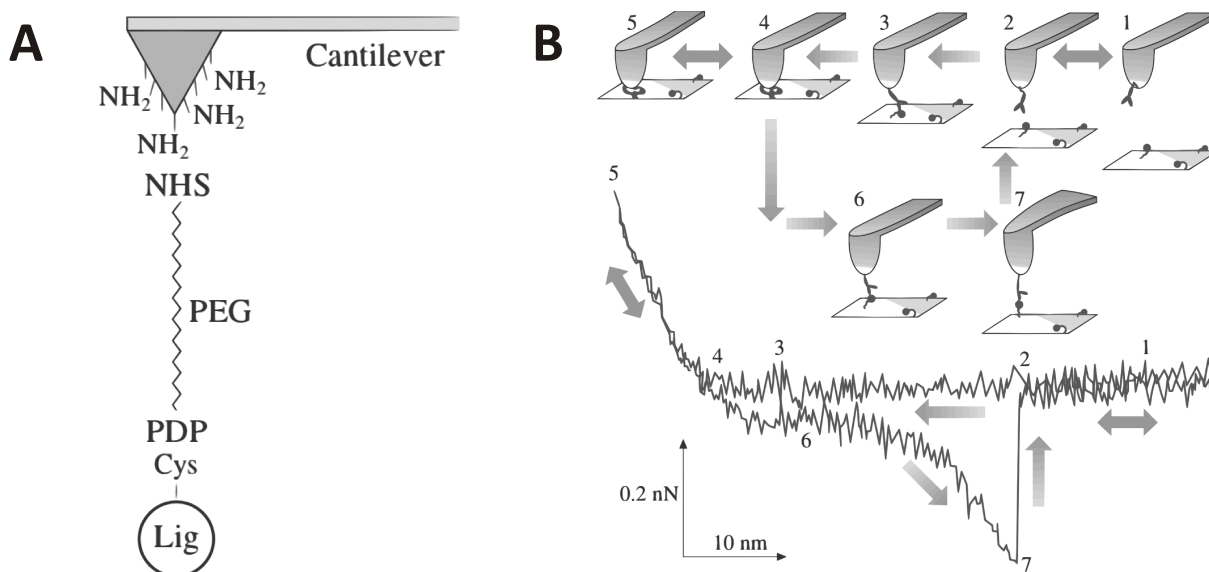 A
Cantilever
NH₂
NH₂
NH₂
NH₂
NHS
PEG
PDP
Cys
Lig
B
5
4
3
2
1
6
7
5
4
3
2
1
6
0.2 nN
10 nm
7